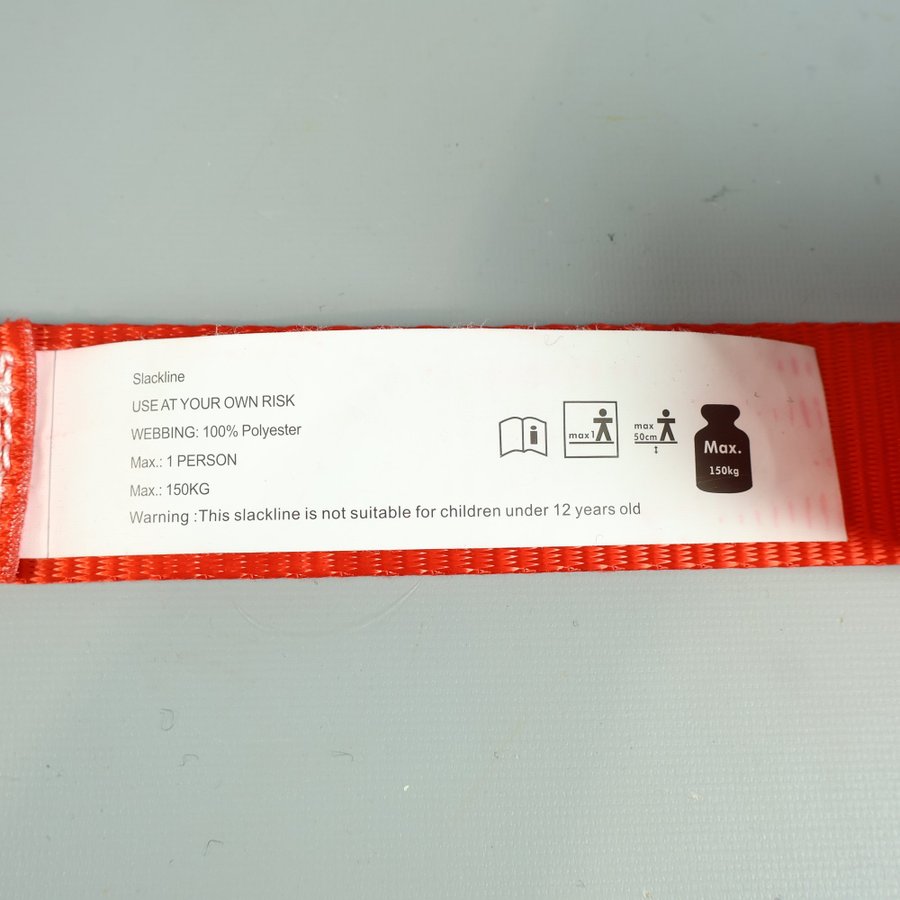 Slackline
USE AT YOUR OWN RISK
WEBBING: 100% Polyester
Max.: 1 PERSON
Max.: 150KG
Warning :This slackline is not suitable for children under 12 years old
i
max 1
max
50cm
Max.
150kg